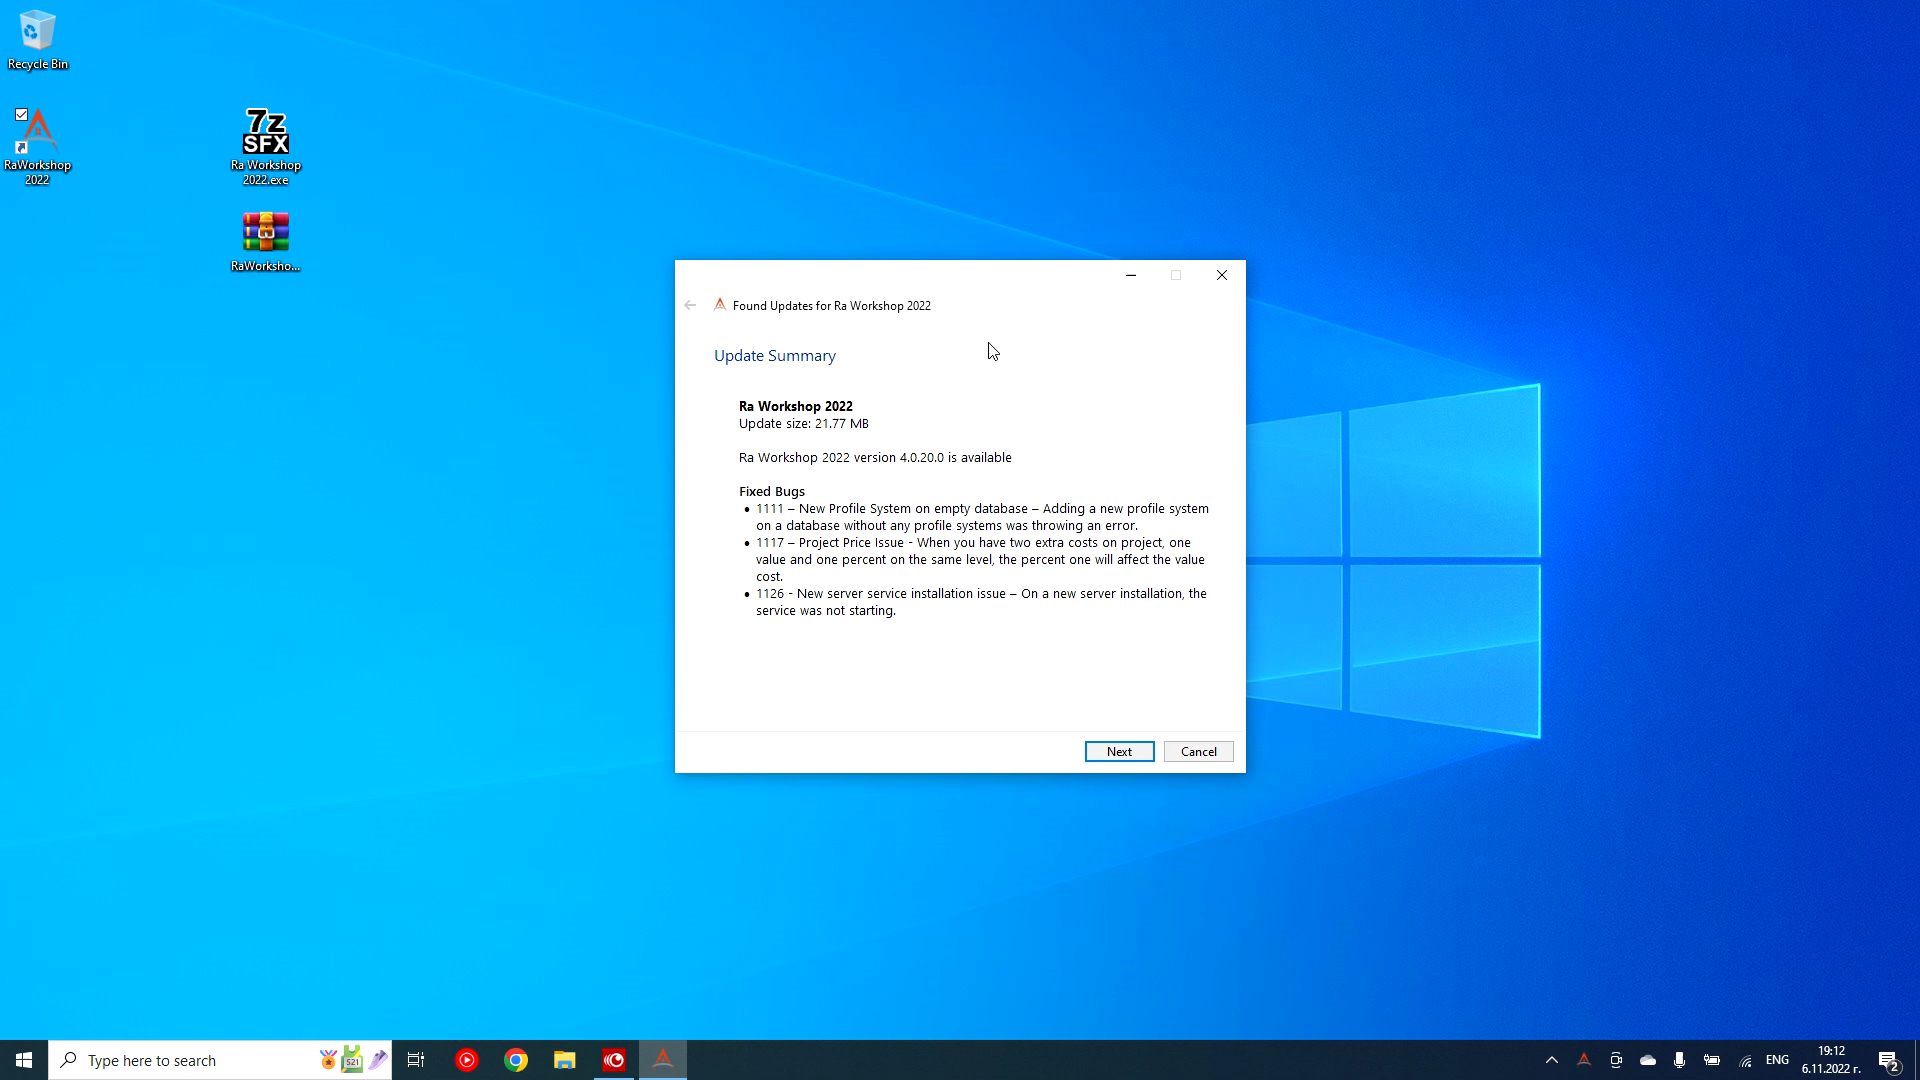 Recycle Bin
RaWorkshop
2022
7z
SFX
Ra Workshop
2022.exe
RaWorksho...
Found Updates for Ra Workshop 2022
Update Summary
Ra Workshop 2022
Update size: 21.77 MB
Ra Workshop 2022 version 4.0.20.0 is available
Fixed Bugs
• 1111 – New Profile System on empty database – Adding a new profile system
on a database without any profile systems was throwing an error.
• 1117 – Project Price Issue - When you have two extra costs on project, one
value and one percent on the same level, the percent one will affect the value
cost.
• 1126 - New server service installation issue – On a new server installation, the
service was not starting.
Next
Cancel
Type here to search
S21
ENG
19:12
6.11.2022 г.
2